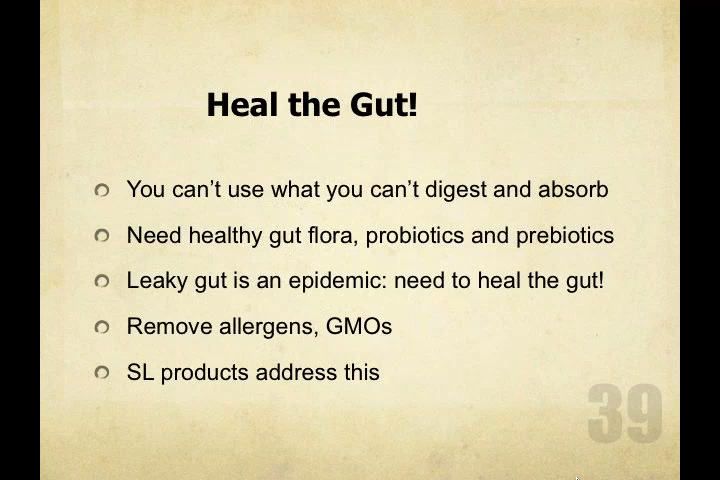 Heal the Gut!
You can’t use what you can’t digest and absorb
Need healthy gut flora, probiotics and prebiotics
Leaky gut is an epidemic: need to heal the gut!
Remove allergens, GMOs
SL products address this
39